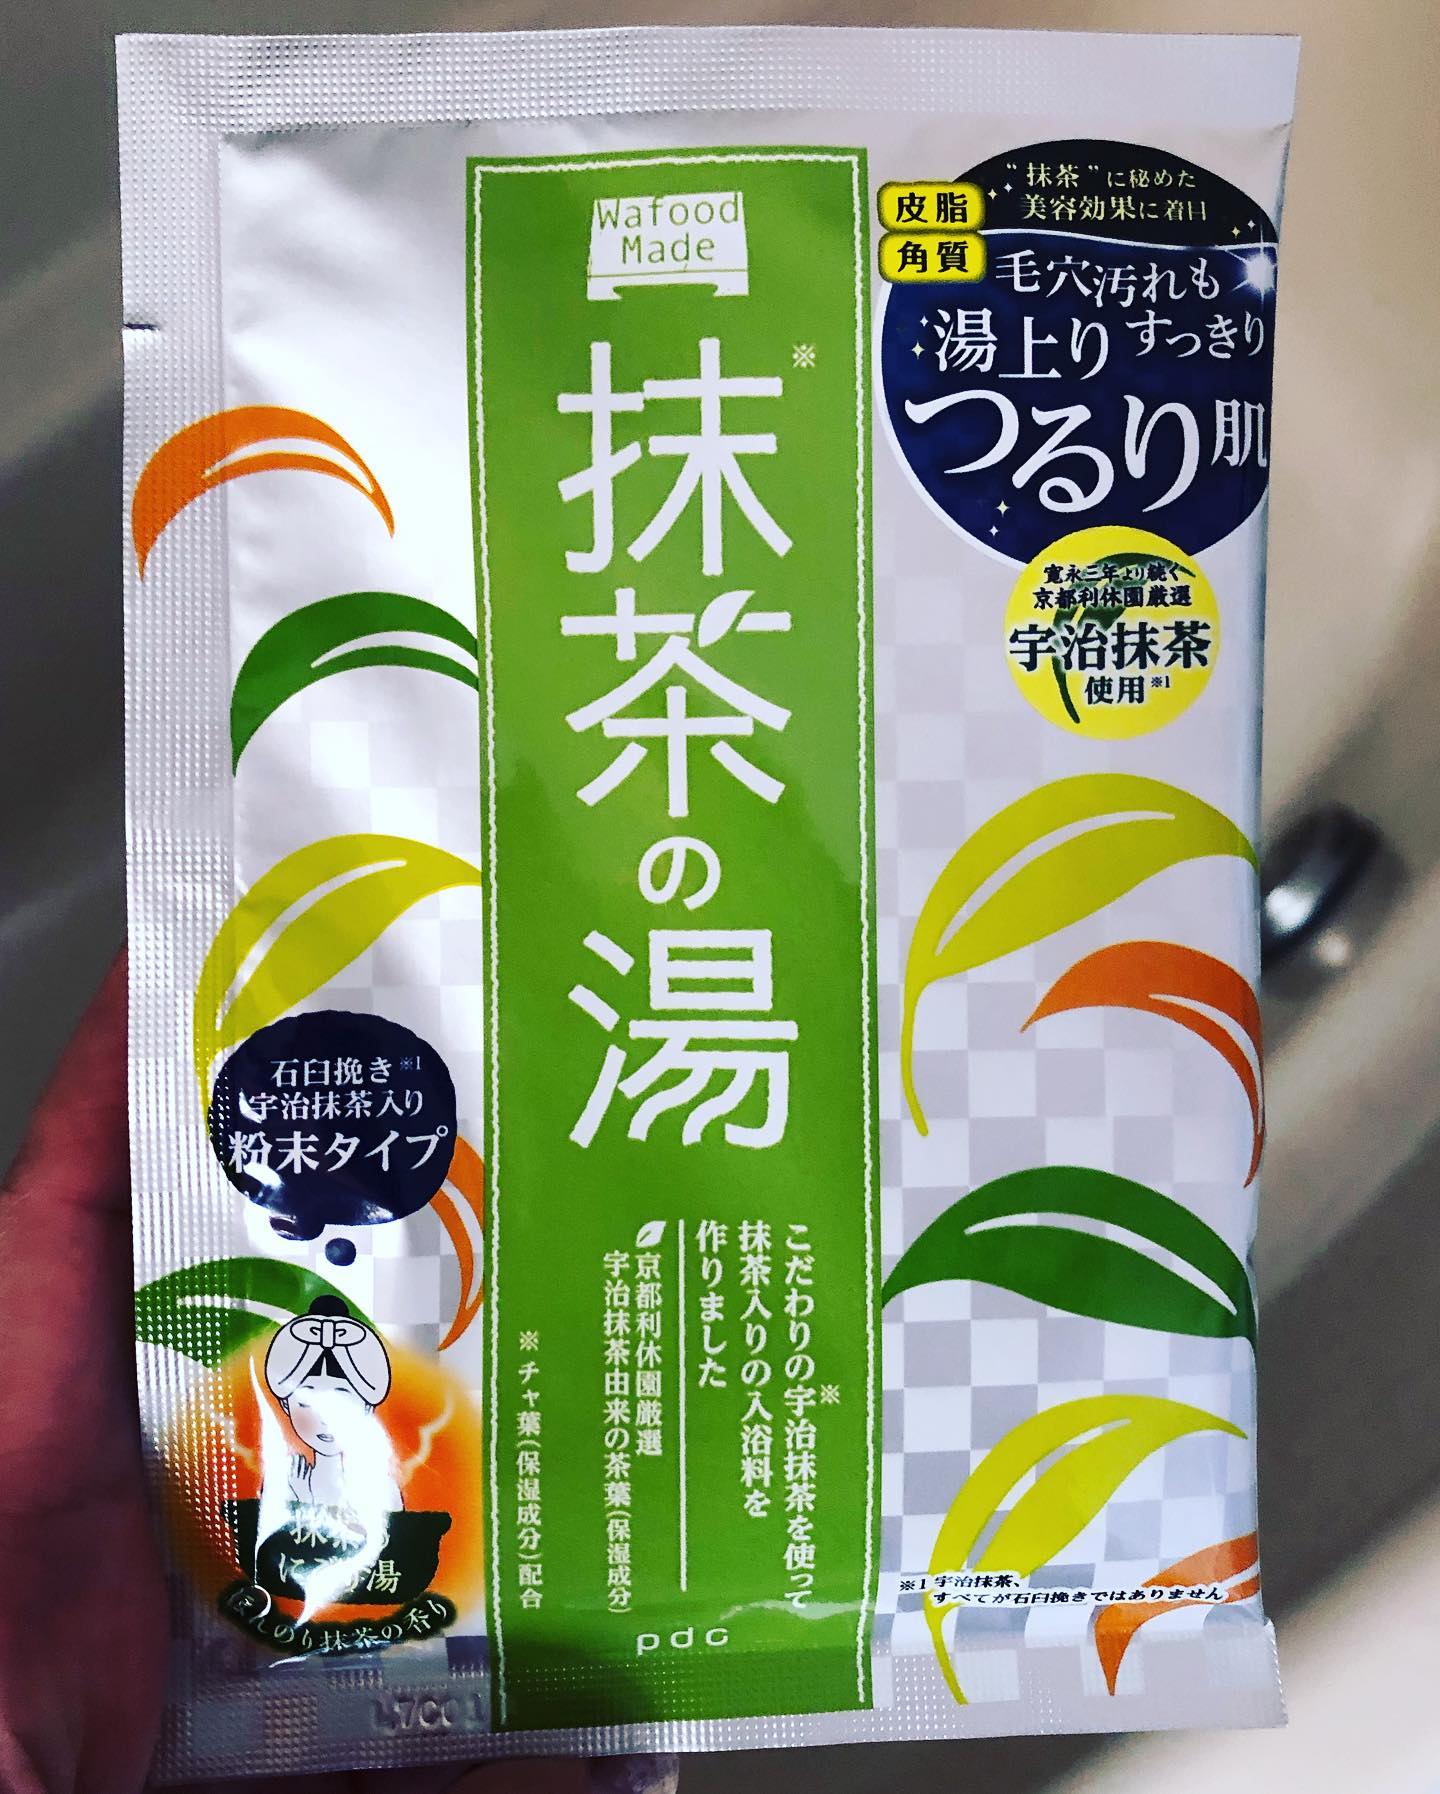 Wafood
Made
抹茶の湯
※
"抹茶"に秘めた
美容効果に着目
皮脂
角質
毛穴汚れも
湯上りすっきり
つるり肌
寛永三年より続く
京都利休園厳選
宇治抹茶
使用※1
石臼挽き※1
宇治抹茶入り
粉末タイプ
こだわりの宇治抹茶※を使って
抹茶入りの入浴料を
作りました
京都利休園厳選
宇治抹茶由来の茶葉(保湿成分)
※チャ葉(保湿成分)配合
ほんのり抹茶の香り
※1 宇治抹茶、
すべてが石臼挽きではありません
pdc